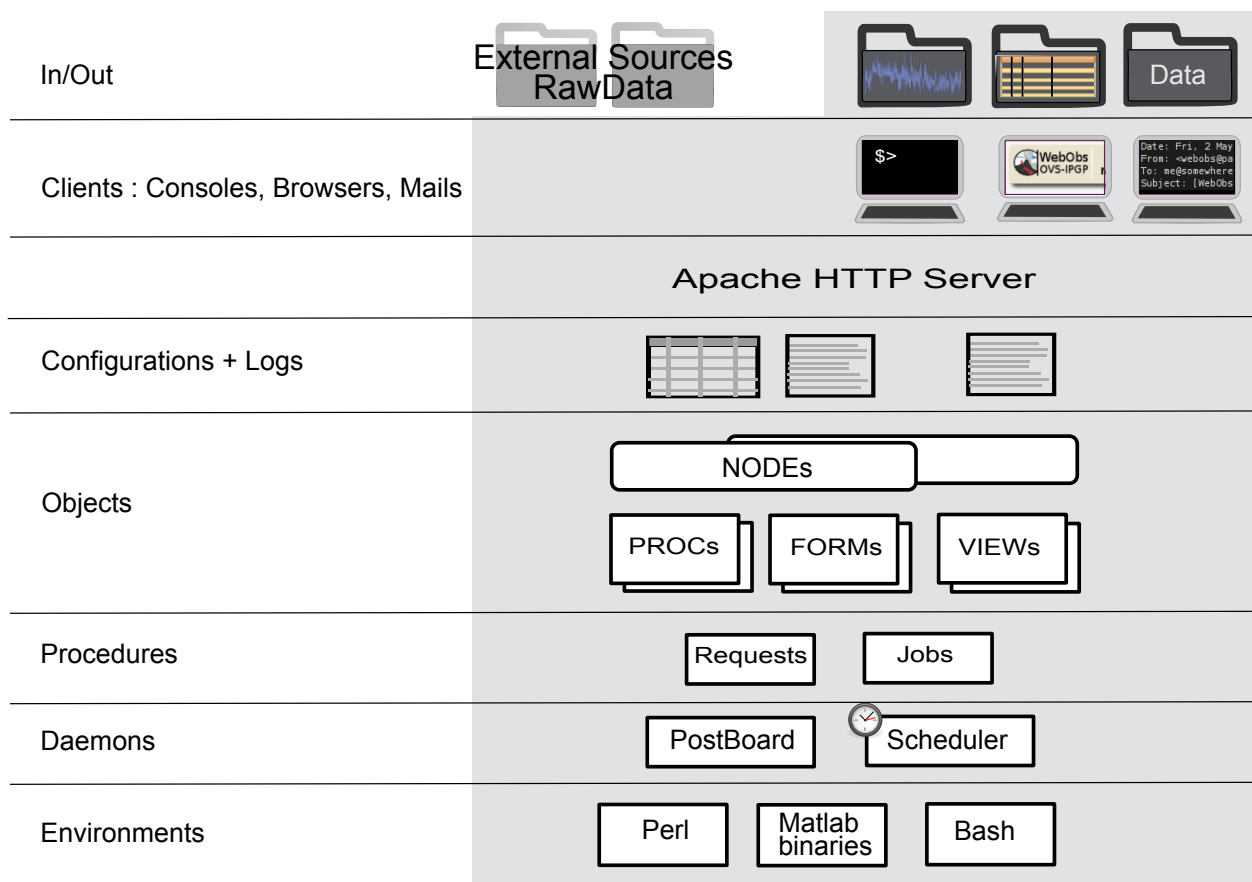 In/Out
External Sources
RawData
Data
Clients : Consoles, Browsers, Mails
$>
WebObs
OVS-IPGP
Date: Fri, 2 May
From: <webobs@pa
To: me@somewhere
Subject: [WebObs
Apache HTTP Server
Configurations + Logs
Objects
NODEs
PROCs
FORMs
VIEWs
Procedures
Requests
Jobs
Daemons
PostBoard
Scheduler
Environments
Perl
Matlab
binaries
Bash